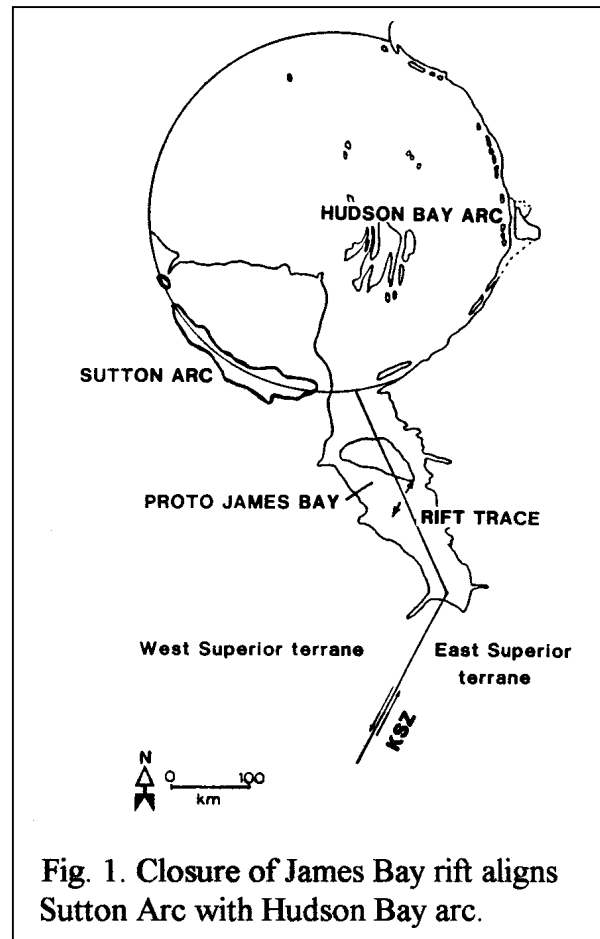 HUDSON BAY ARC
SUTTON ARC
PROTO JAMES BAY
RIFT TRACE
West Superior terrane
East Superior
terrane
KSZ
N
0 100
km
Fig. 1. Closure of James Bay rift aligns
Sutton Arc with Hudson Bay arc.